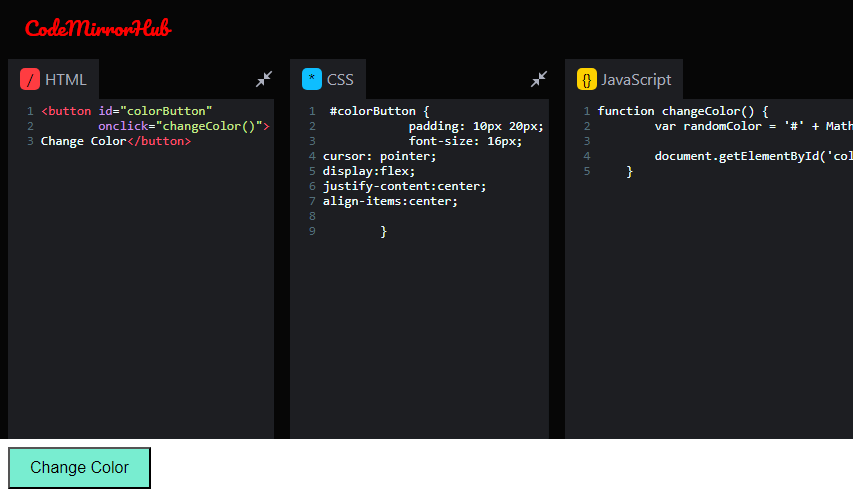 CodeMirrorHub
/ HTML
1 <button id="colorButton"
2 onclick="changeColor()">
3 Change Color</button>
* CSS
1 #colorButton {
2 padding: 10px 20px;
3 font-size: 16px;
4 cursor: pointer;
5 display:flex;
6 justify-content:center;
7 align-items:center;
8
9 }
{} JavaScript
1 function changeColor() {
2 var randomColor = '#' + Math
3
4 document.getElementById('col
5 }
Change Color